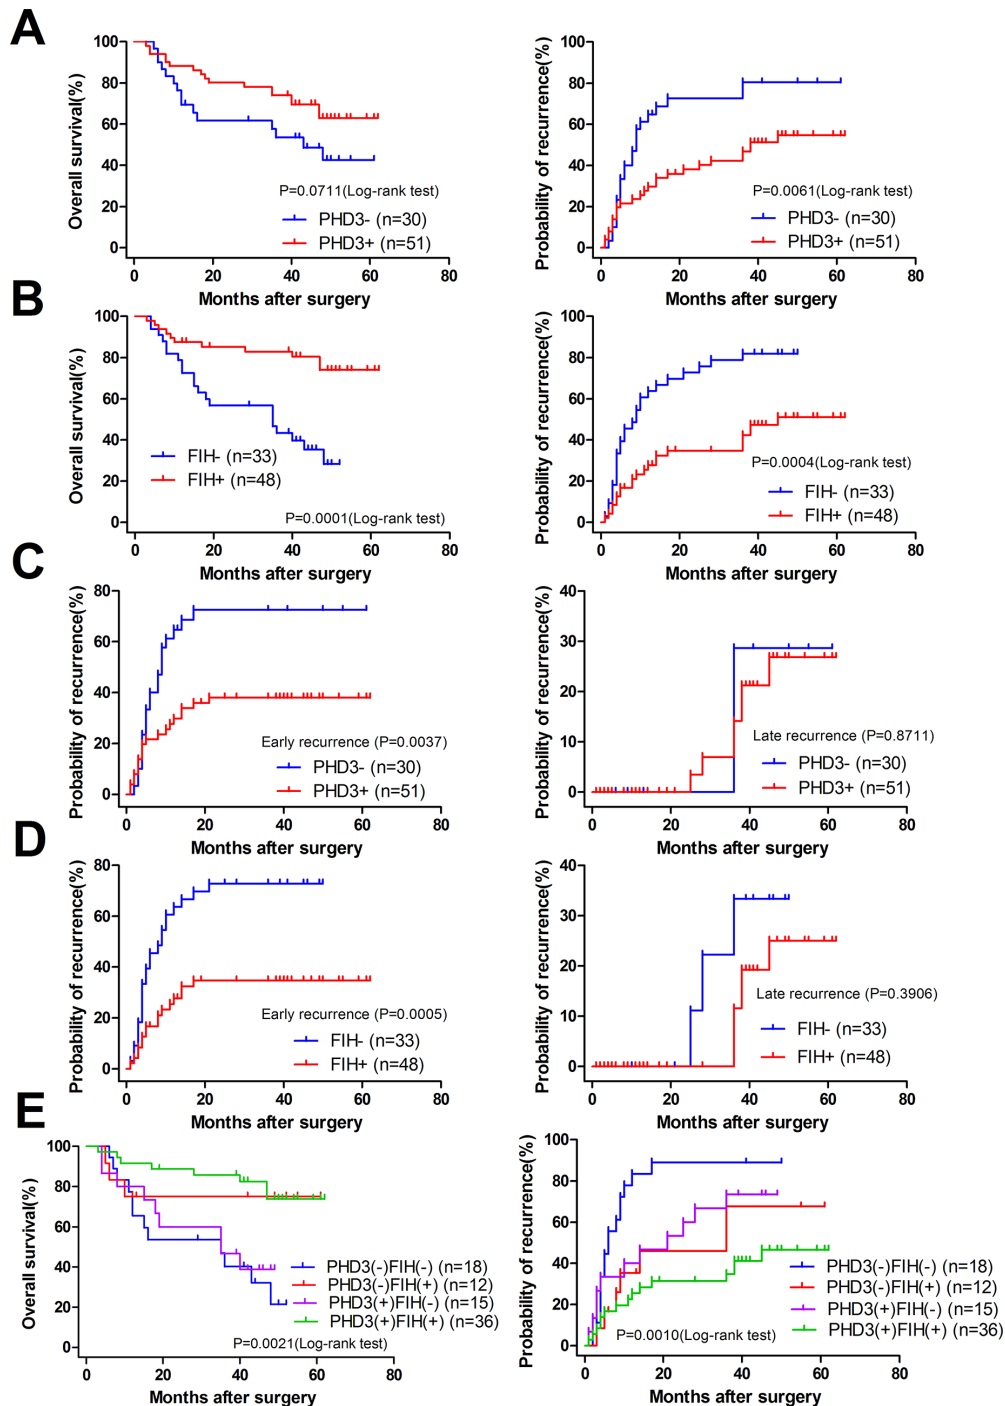 A
Overall survival(%)
100
80
60
40
20
0
P=0.0711(Log-rank test)
PHD3- (n=30)
PHD3+ (n=51)
0 20 40 60 80
Months after surgery
Probability of recurrence(%)
100
80
60
40
20
0
P=0.0061(Log-rank test)
PHD3- (n=30)
PHD3+ (n=51)
0 20 40 60 80
Months after surgery
B
Overall survival(%)
100
80
60
40
20
0
FIH- (n=33)
FIH+ (n=48)
P=0.0001(Log-rank test)
0 20 40 60 80
Months after surgery
Probability of recurrence(%)
100
80
60
40
20
0
P=0.0004(Log-rank test)
FIH- (n=33)
FIH+ (n=48)
0 20 40 60 80
Months after surgery
C
Probability of recurrence(%)
80
60
40
20
0
Early recurrence (P=0.0037)
PHD3- (n=30)
PHD3+ (n=51)
0 20 40 60 80
Months after surgery
Probability of recurrence(%)
40
30
20
10
0
Late recurrence (P=0.8711)
PHD3- (n=30)
PHD3+ (n=51)
0 20 40 60 80
Months after surgery
D
Probability of recurrence(%)
80
60
40
20
0
Early recurrence (P=0.0005)
FIH- (n=33)
FIH+ (n=48)
0 20 40 60 80
Months after surgery
Probability of recurrence(%)
40
30
20
10
0
Late recurrence (P=0.3906)
FIH- (n=33)
FIH+ (n=48)
0 20 40 60 80
Months after surgery
E
Overall survival(%)
100
80
60
40
20
0
PHD3(-)FIH(-) (n=18)
PHD3(-)FIH(+) (n=12)
PHD3(+)FIH(-) (n=15)
PHD3(+)FIH(+) (n=36)
P=0.0021(Log-rank test)
0 20 40 60 80
Months after surgery
Probability of recurrence(%)
100
80
60
40
20
0
PHD3(-)FIH(-) (n=18)
PHD3(-)FIH(+) (n=12)
PHD3(+)FIH(-) (n=15)
PHD3(+)FIH(+) (n=36)
P=0.0010(Log-rank test)
0 20 40 60 80
Months after surgery